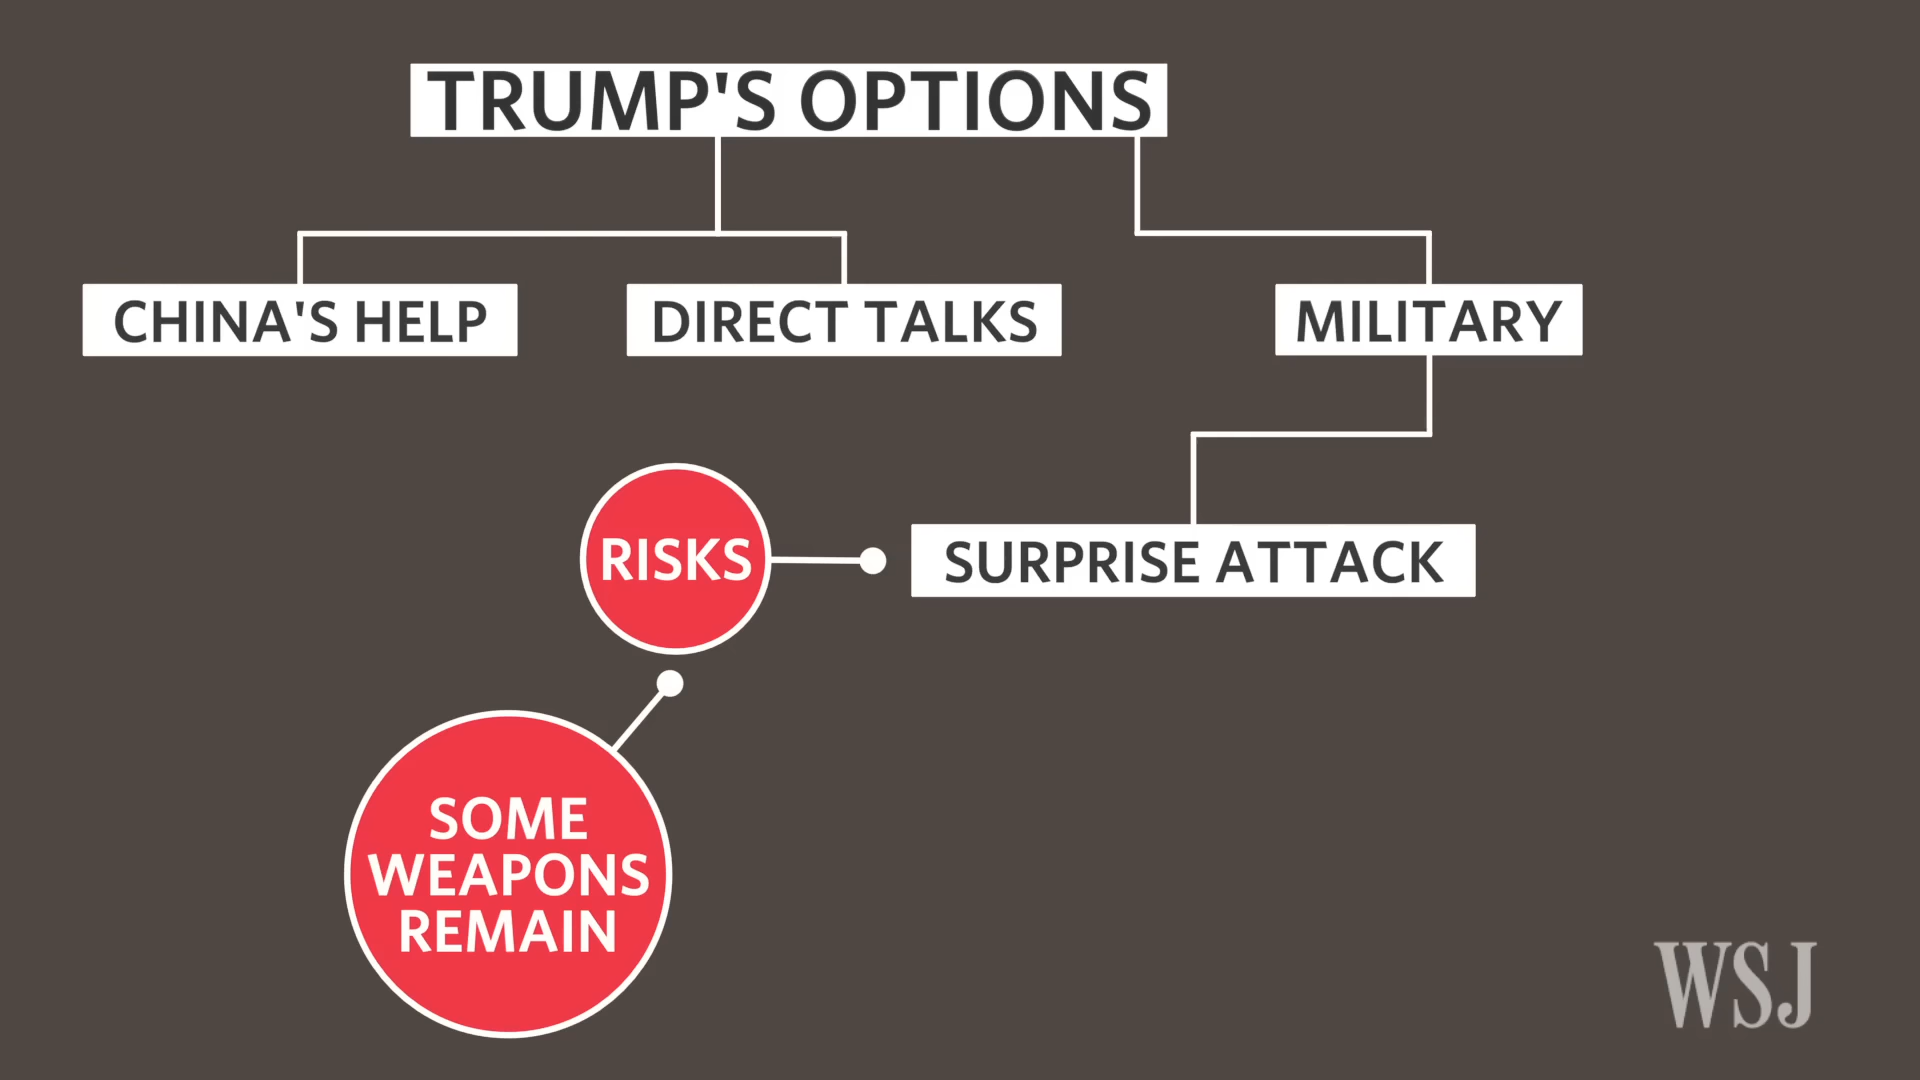 TRUMP'S OPTIONS
CHINA'S HELP
DIRECT TALKS
MILITARY
RISKS
SURPRISE ATTACK
SOME
WEAPONS
REMAIN
WSJ